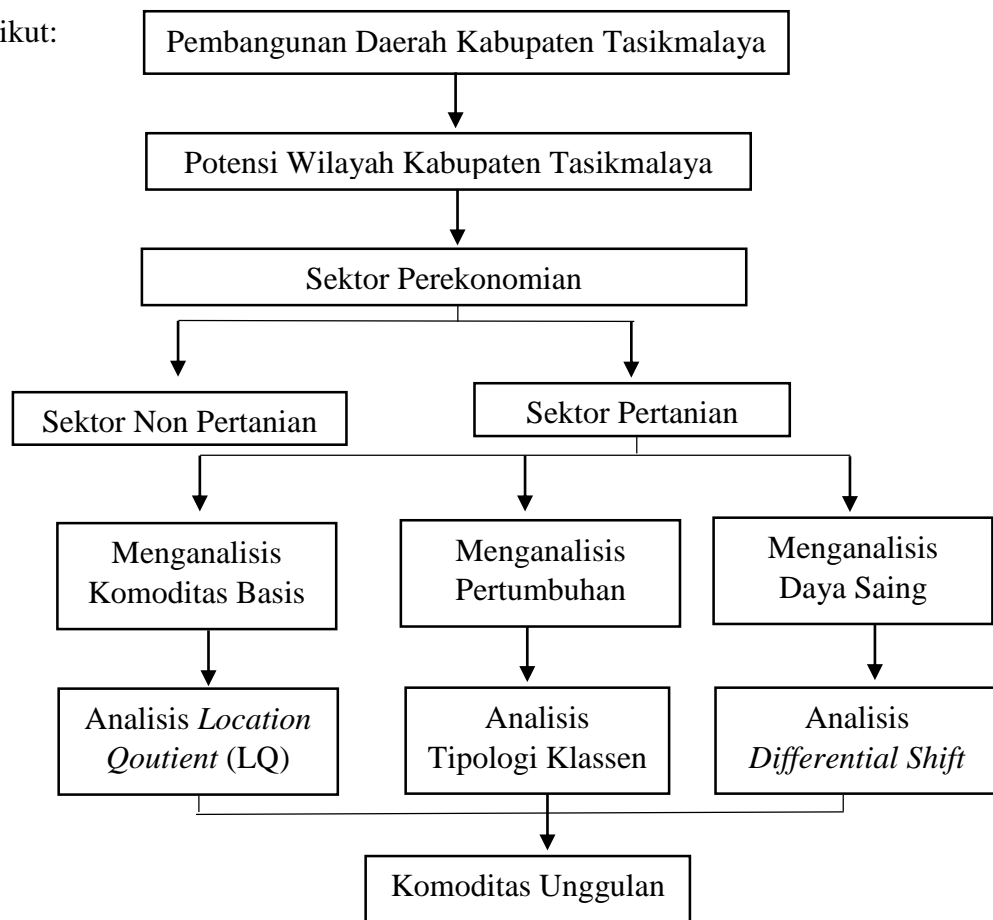 ikut:
Pembangunan Daerah Kabupaten Tasikmalaya
Potensi Wilayah Kabupaten Tasikmalaya
Sektor Perekonomian
Sektor Non Pertanian
Sektor Pertanian
Menganalisis
Komoditas Basis
Menganalisis
Pertumbuhan
Menganalisis
Daya Saing
Analisis Location
Qoutient (LQ)
Analisis
Tipologi Klassen
Analisis
Differential Shift
Komoditas Unggulan